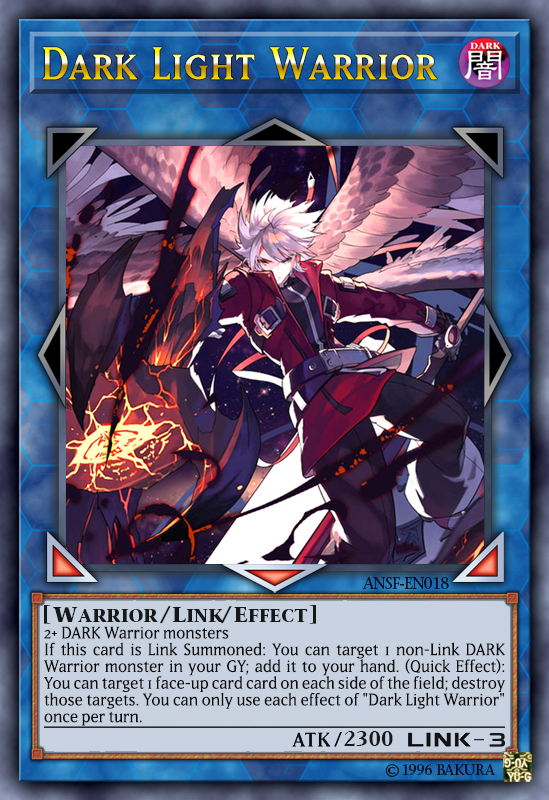 DARK LIGHT WARRIOR
DARK
闇
ANSF-EN018
[WARRIOR/LINK/EFFECT]
2+ DARK Warrior monsters
If this card is Link Summoned: You can target 1 non-Link DARK
Warrior monster in your GY; add it to your hand. (Quick Effect):
You can target 1 face-up card card on each side of the field; destroy
those targets. You can only use each effect of "Dark Light Warrior"
once per turn.
ATK/2300 LINK-3
©1996 BAKURA